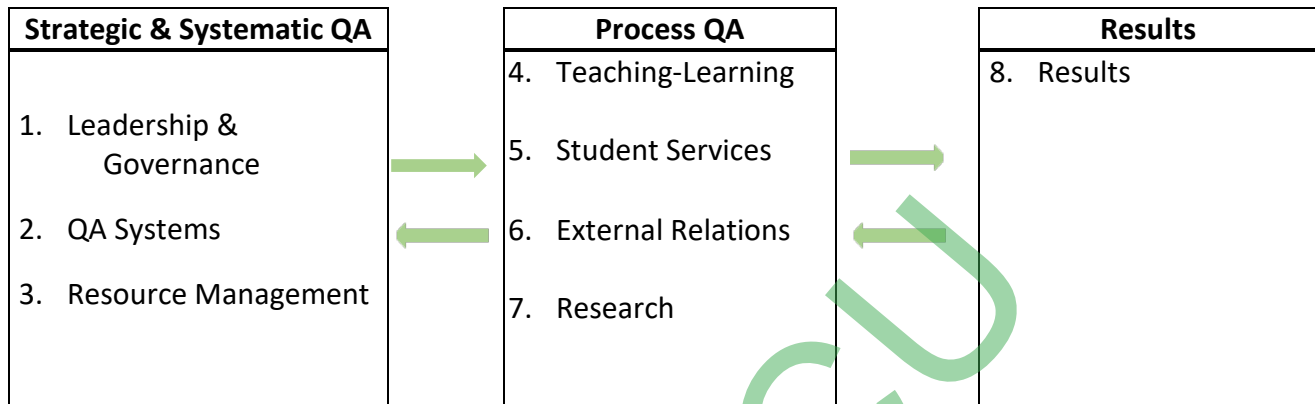 Strategic & Systematic QA
1. Leadership &
Governance
2. QA Systems
3. Resource Management
Process QA
4. Teaching-Learning
5. Student Services
6. External Relations
7. Research
Results
8. Results
CU